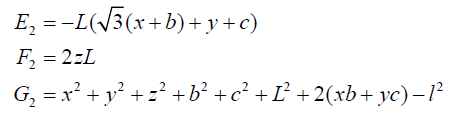 E₂ = −L(√3(x+b)+y+c)
F₂ = 2zL
G₂ = x² + y² + z² + b² + c² + L² + 2(xb + yc) − l²